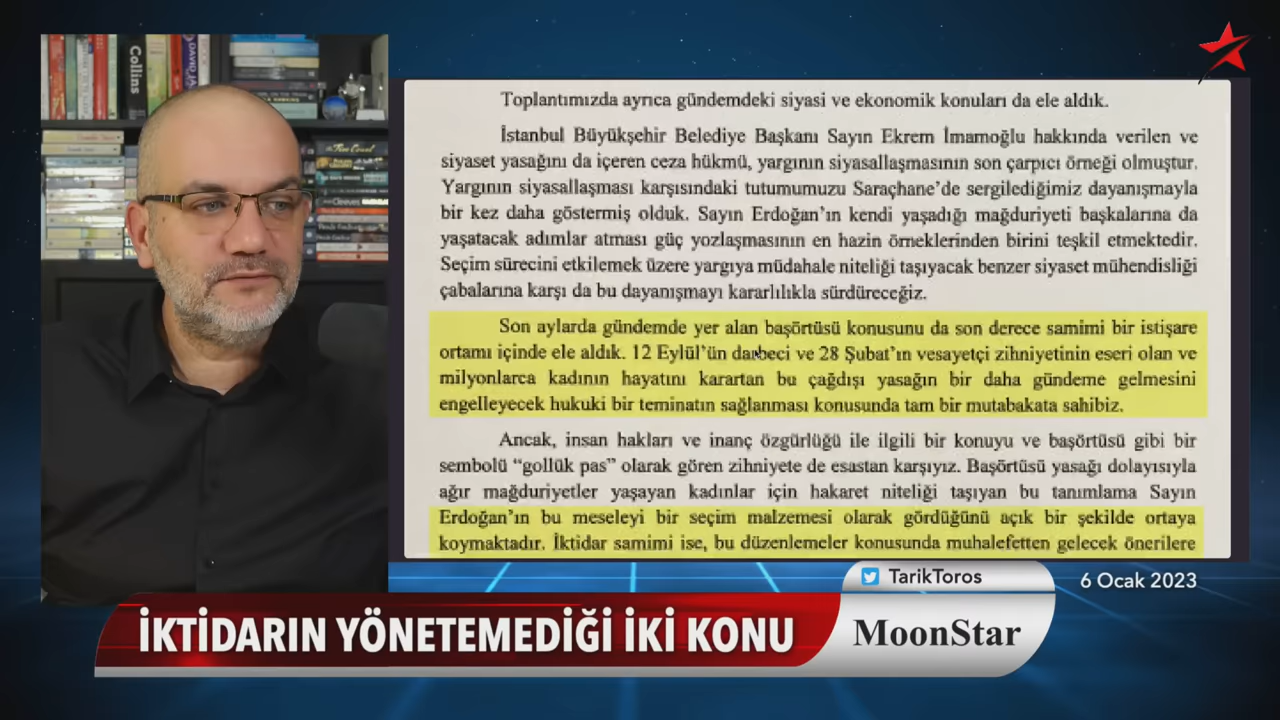 Collins
Toplantımızda ayrıca gündemdeki siyasi ve ekonomik konuları da ele aldık.
İstanbul Büyükşehir Belediye Başkanı Sayın Ekrem İmamoğlu hakkında verilen ve
siyaset yasağını da içeren ceza hükmü, yargının siyasallaşmasının son çarpıcı örneği olmuştur.
Yargının siyasallaşması karşısındaki tutumumuzu Saraçhane'de sergilediğimiz dayanışmayla
bir kez daha göstermiş olduk. Sayın Erdoğan'ın kendi yaşadığı mağduriyeti başkalarına da
yaşatacak adımlar atması güç yozlaşmasının en hazin örneklerinden birini teşkil etmektedir.
Seçim sürecini etkilemek üzere yargıya müdahale niteliği taşıyacak benzer siyaset mühendisliği
çabalarına karşı da bu dayanışmayı kararlılıkla sürdüreceğiz.
Son aylarda gündemde yer alan başörtüsü konusunu da son derece samimi bir istişare
ortamı içinde ele aldık. 12 Eylül'ün darbeci ve 28 Şubat'ın vesayetçi zihniyetinin eseri olan ve
milyonlarca kadının hayatını karartan bu çağdışı yasağın bir daha gündeme gelmesini
engelleyecek hukuki bir teminatın sağlanması konusunda tam bir mutabakata sahibiz.
Ancak, insan hakları ve inanç özgürlüğü ile ilgili bir konuyu ve başörtüsü gibi bir
sembolü "gollük pas" olarak gören zihniyete de esastan karşıyız. Başörtüsü yasağı dolayısıyla
ağır mağduriyetler yaşayan kadınlar için hakaret niteliği taşıyan bu tanımlama Sayın
Erdoğan'ın bu meseleyi bir seçim malzemesi olarak gördüğünü açık bir şekilde ortaya
koymaktadır. İktidar samimi ise, bu düzenlemeler konusunda muhalefetten gelecek önerilere
TarikToros
6 Ocak 2023
İKTİDARIN YÖNETEMEDİĞİ İKİ KONU
MoonStar